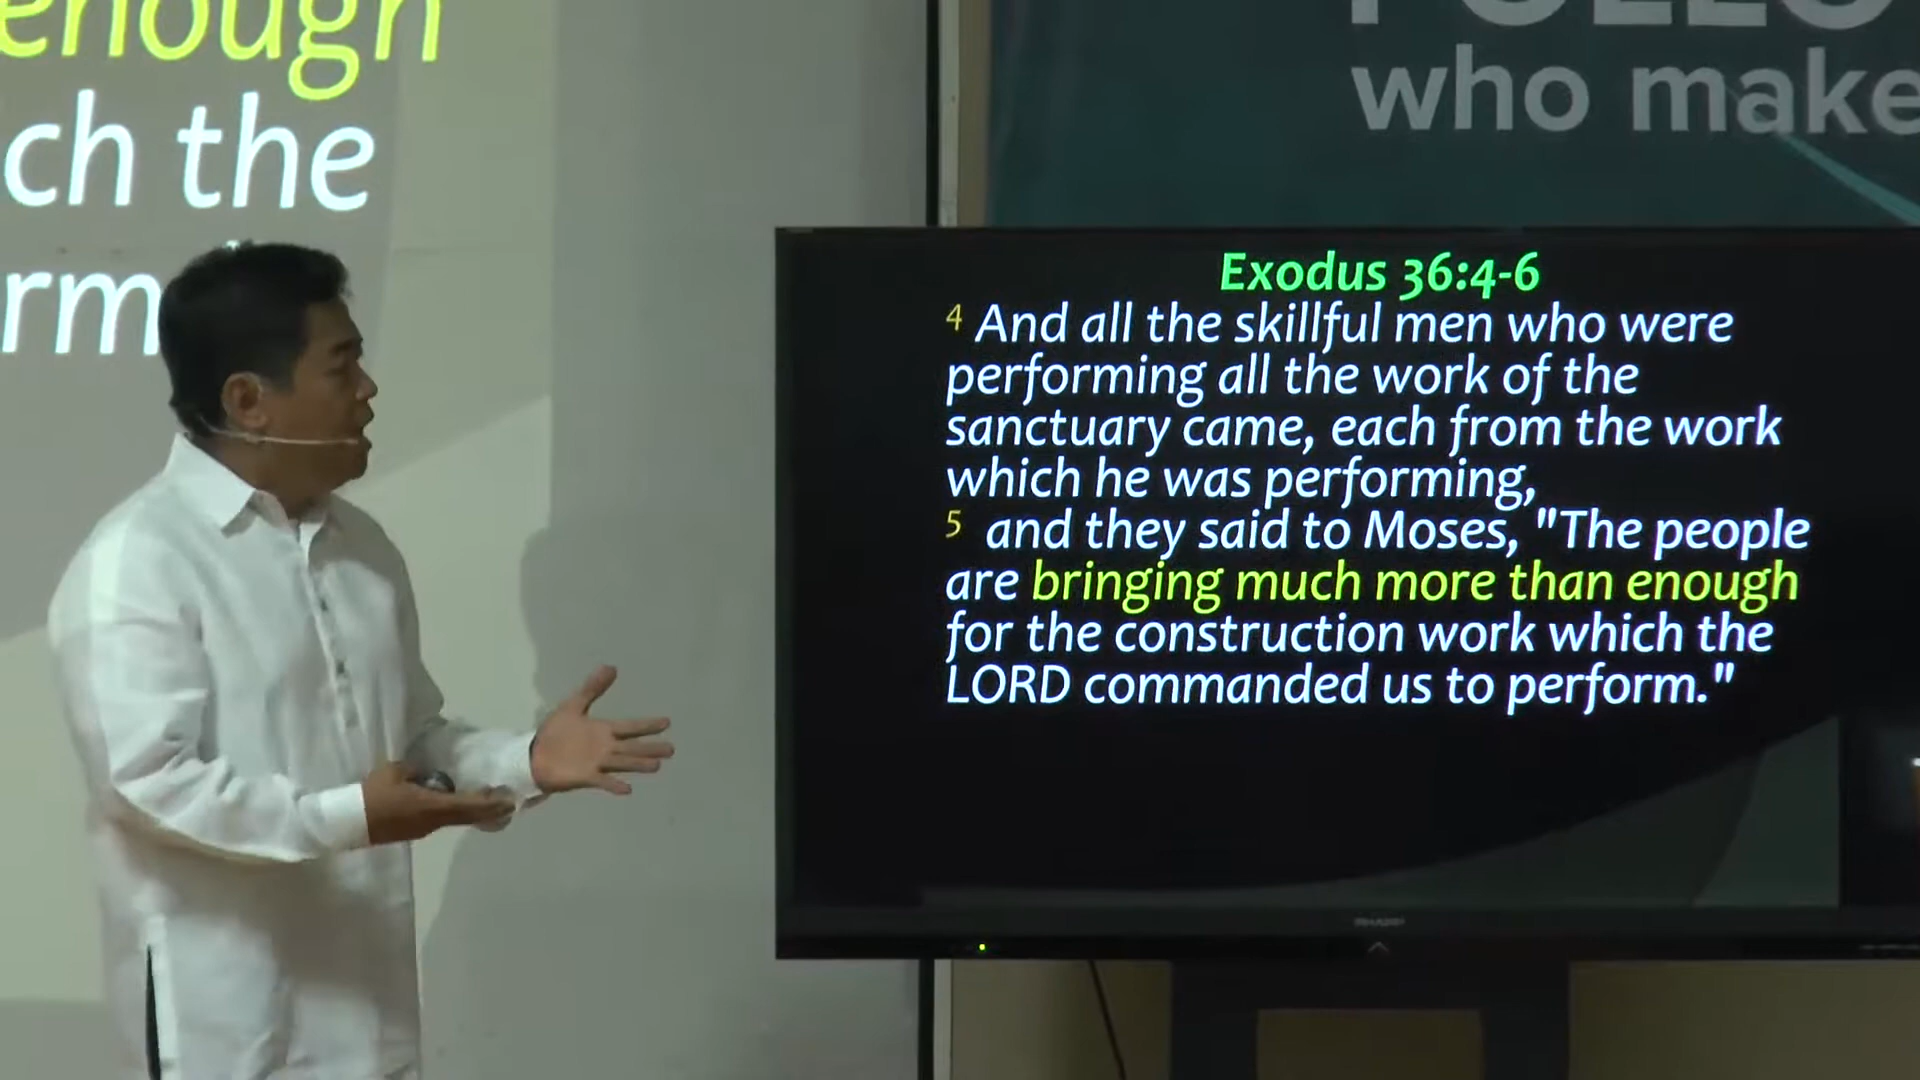 enough
ch the
rm
who make
Exodus 36:4-6
4 And all the skillful men who were
performing all the work of the
sanctuary came, each from the work
which he was performing,
5 and they said to Moses, "The people
are bringing much more than enough
for the construction work which the
LORD commanded us to perform."